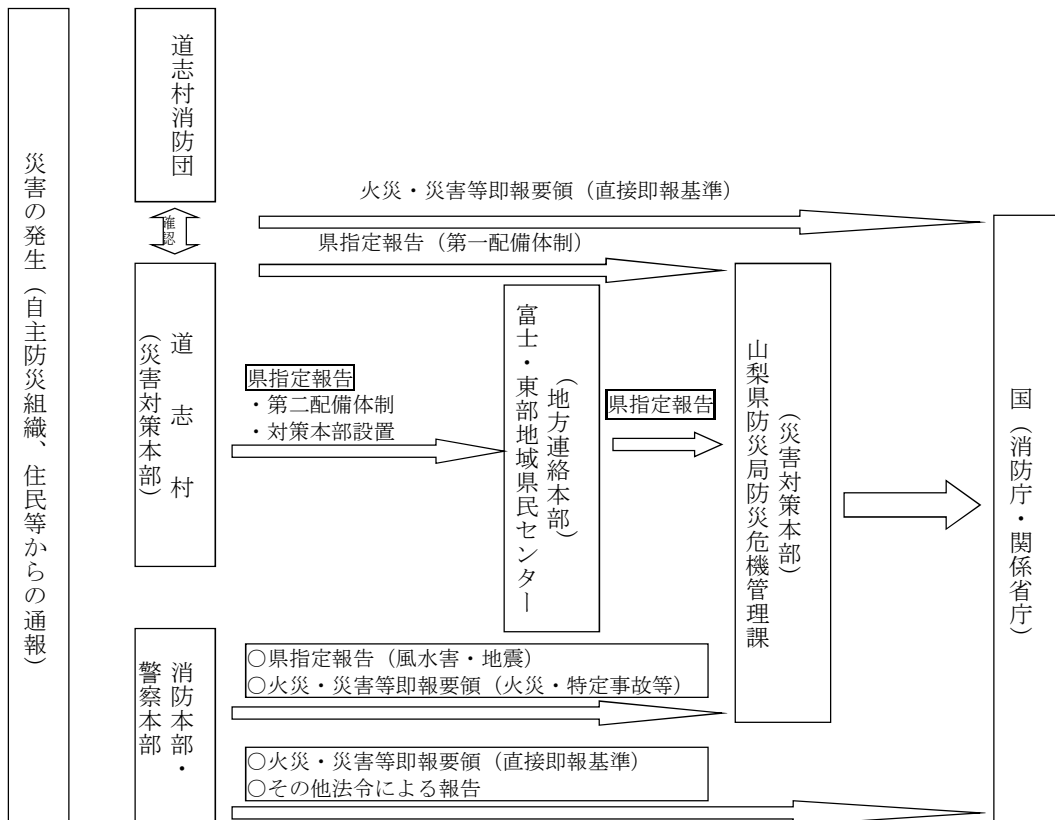 災害の発生（自主防災組織、住民等からの通報）
道志村消防団
確認
道志村
（災害対策本部）
消防本部・
警察本部
火災・災害等即報要領（直接即報基準）
県指定報告（第一配備体制）
県指定報告
・第二配備体制
・対策本部設置
（地方連絡本部）
富士・東部地域県民センター
県指定報告
（災害対策本部）
山梨県防災局防災危機管理課
国（消防庁・関係省庁）
○県指定報告（風水害・地震）
○火災・災害等即報要領（火災・特定事故等）
○火災・災害等即報要領（直接即報基準）
○その他法令による報告